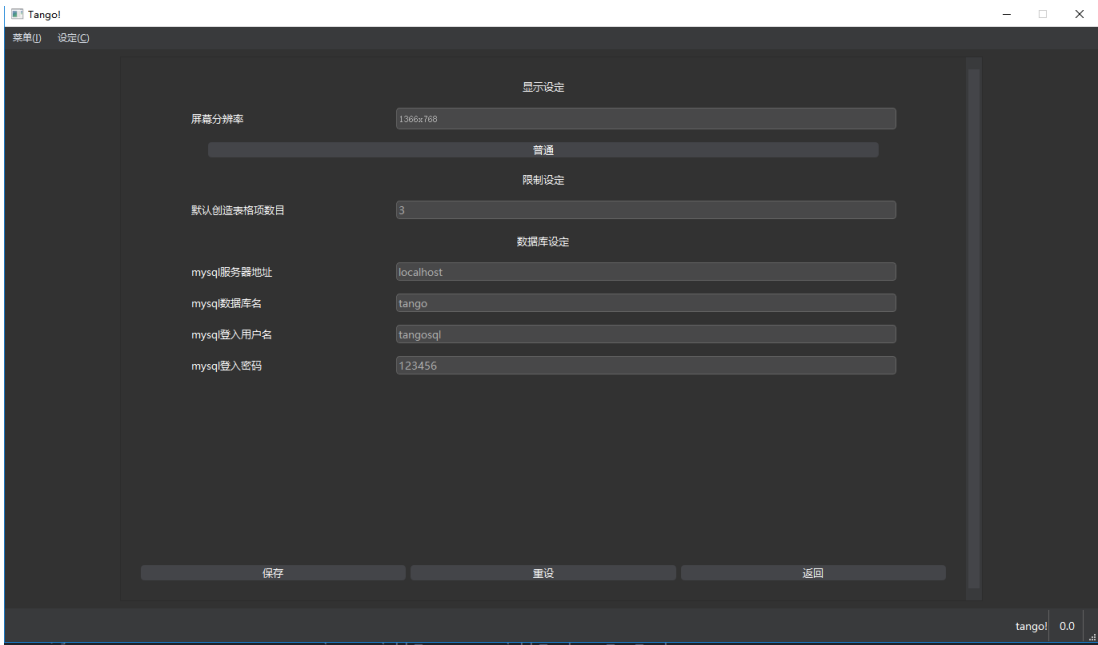 Tango!
菜单(I) 设定(C)
显示设定
屏幕分辨率 1366x768
普通
限制设定
默认创造表格项数目 3
数据库设定
mysql服务器地址 localhost
mysql数据库名 tango
mysql登入用户名 tangosql
mysql登入密码 123456
保存 重设 返回
tango! 0.0